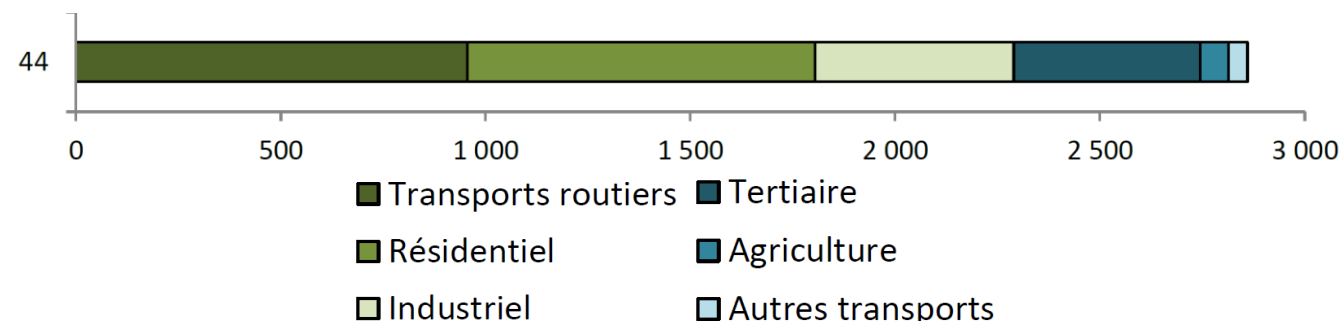 44
0 500 1 000 1 500 2 000 2 500 3 000
Transports routiers Tertiaire
Résidentiel Agriculture
Industriel Autres transports